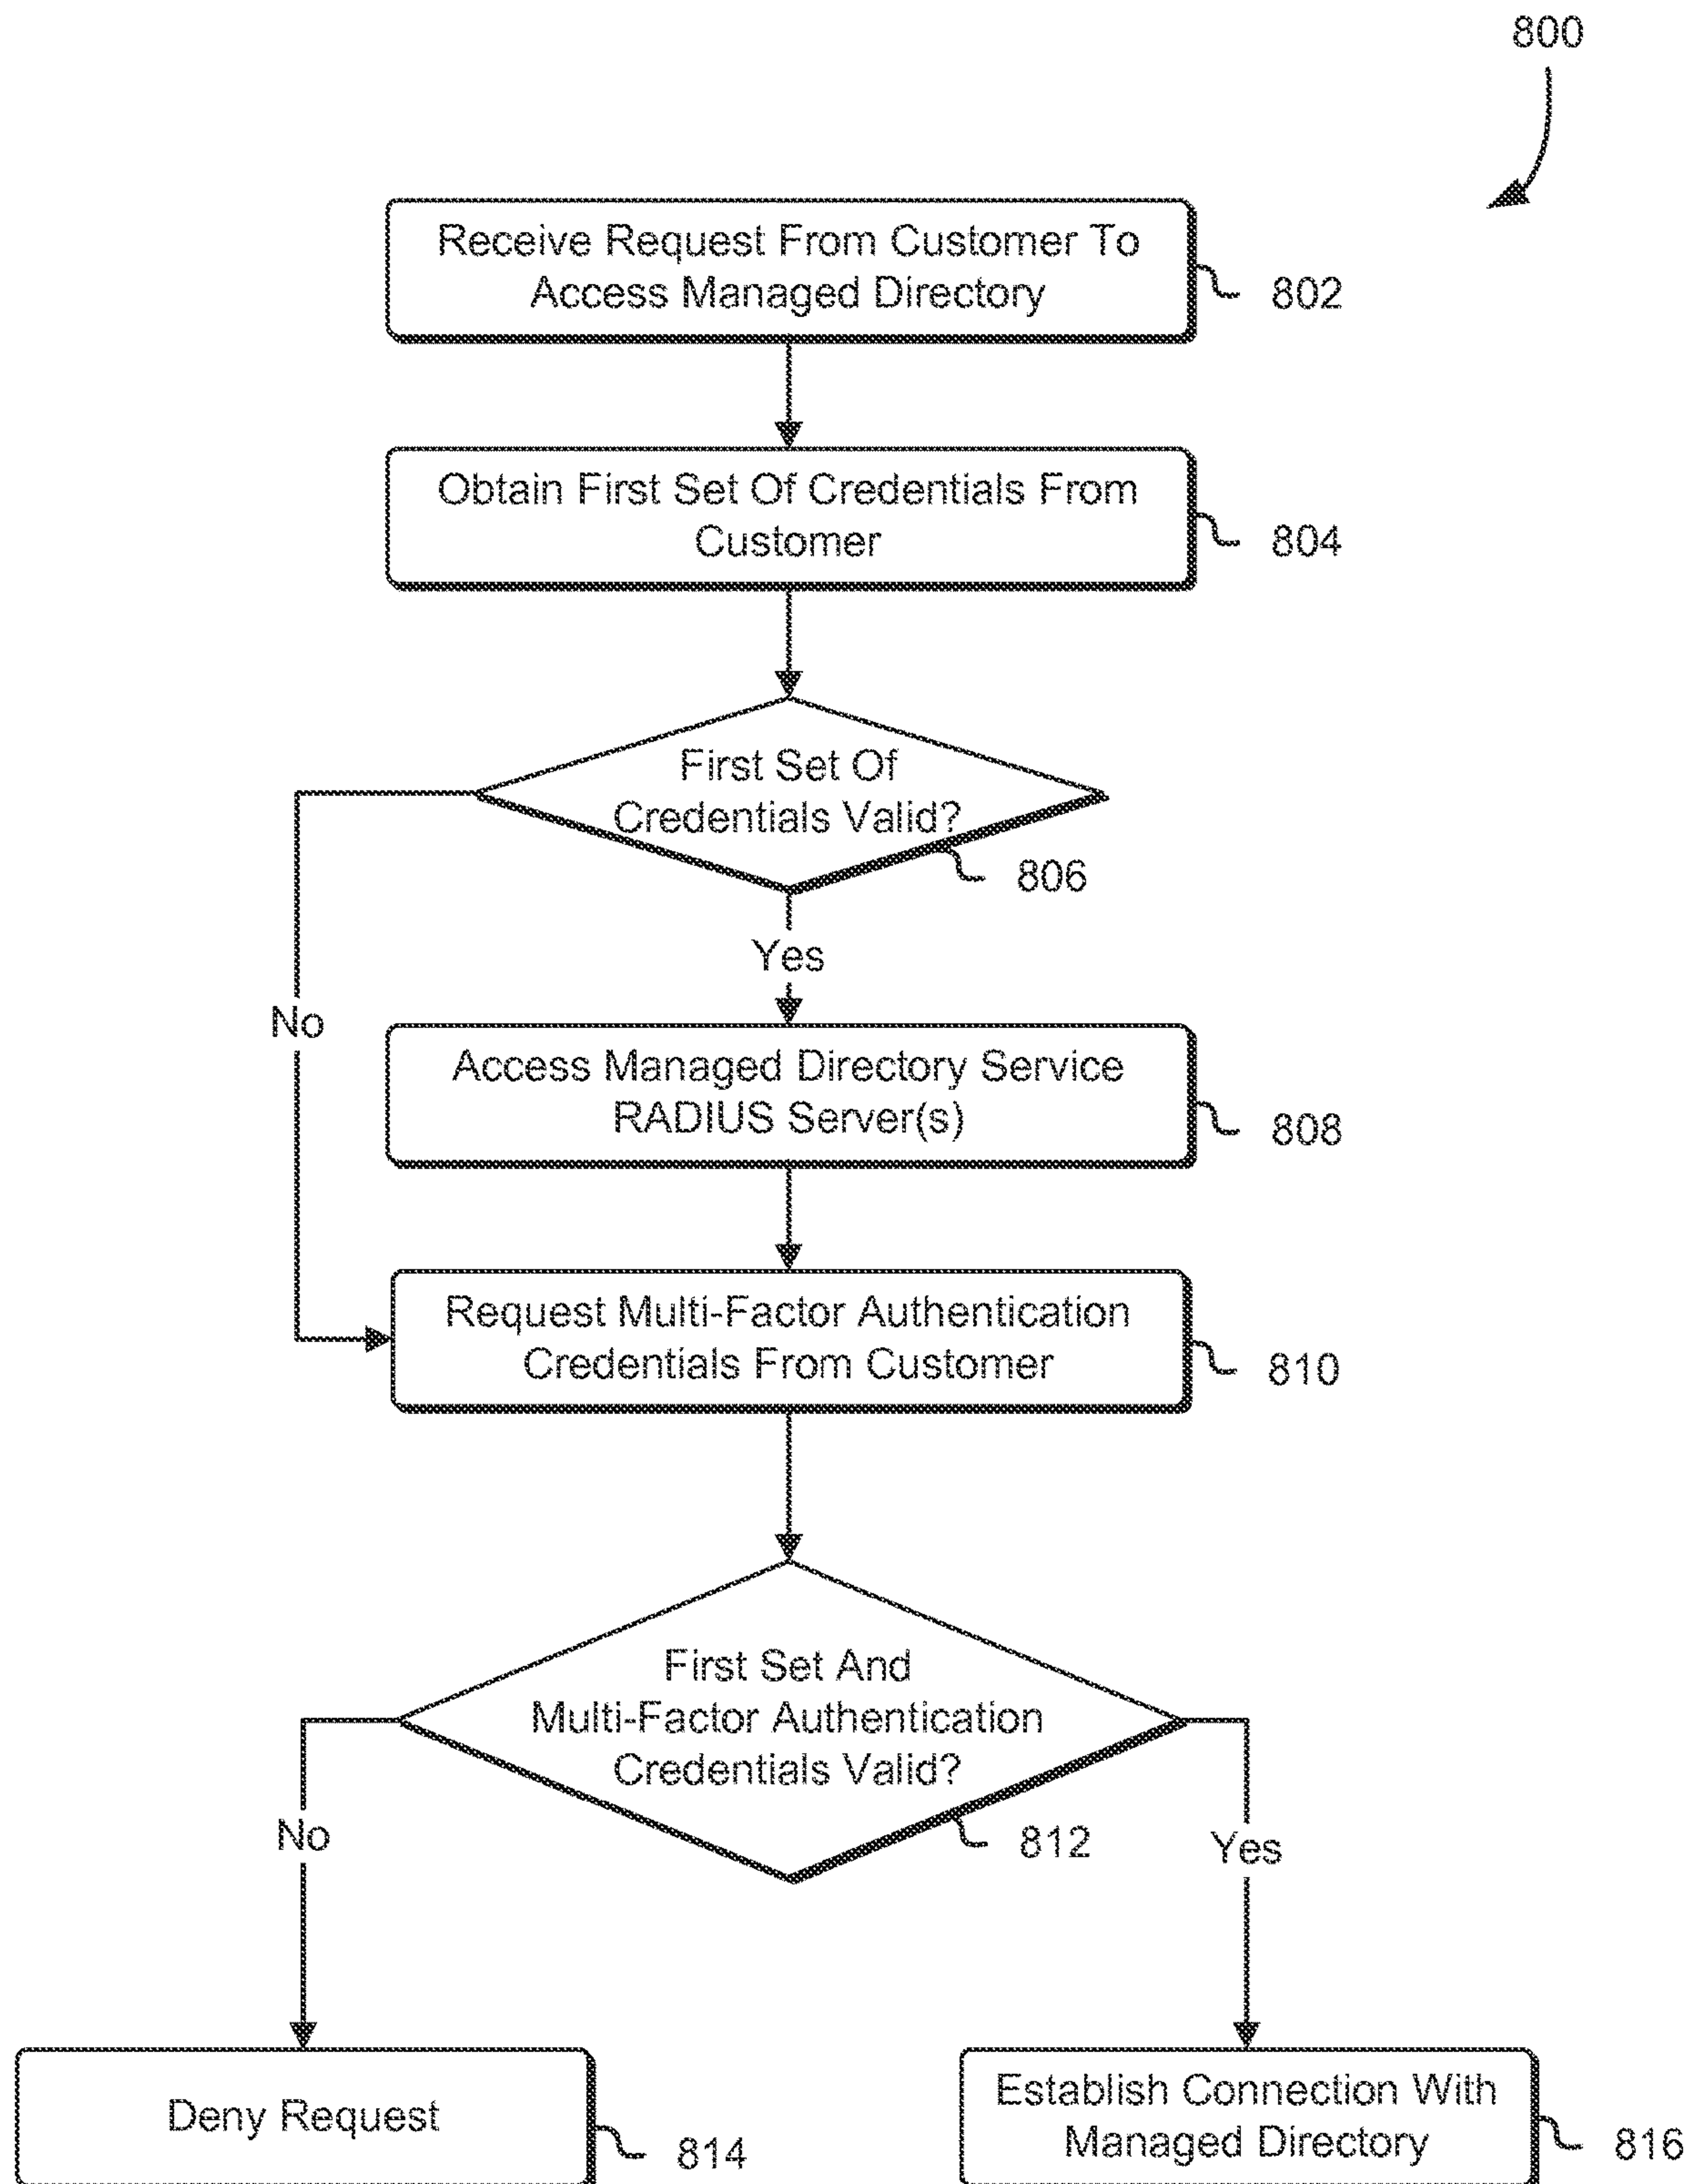 800
Receive Request From Customer To
Access Managed Directory
802
Obtain First Set Of Credentials From
Customer
804
First Set Of
Credentials Valid?
806
Yes
No
Access Managed Directory Service
RADIUS Server(s)
808
Request Multi-Factor Authentication
Credentials From Customer
810
First Set And
Multi-Factor Authentication
Credentials Valid?
812
No
Yes
Deny Request
814
Establish Connection With
Managed Directory
816